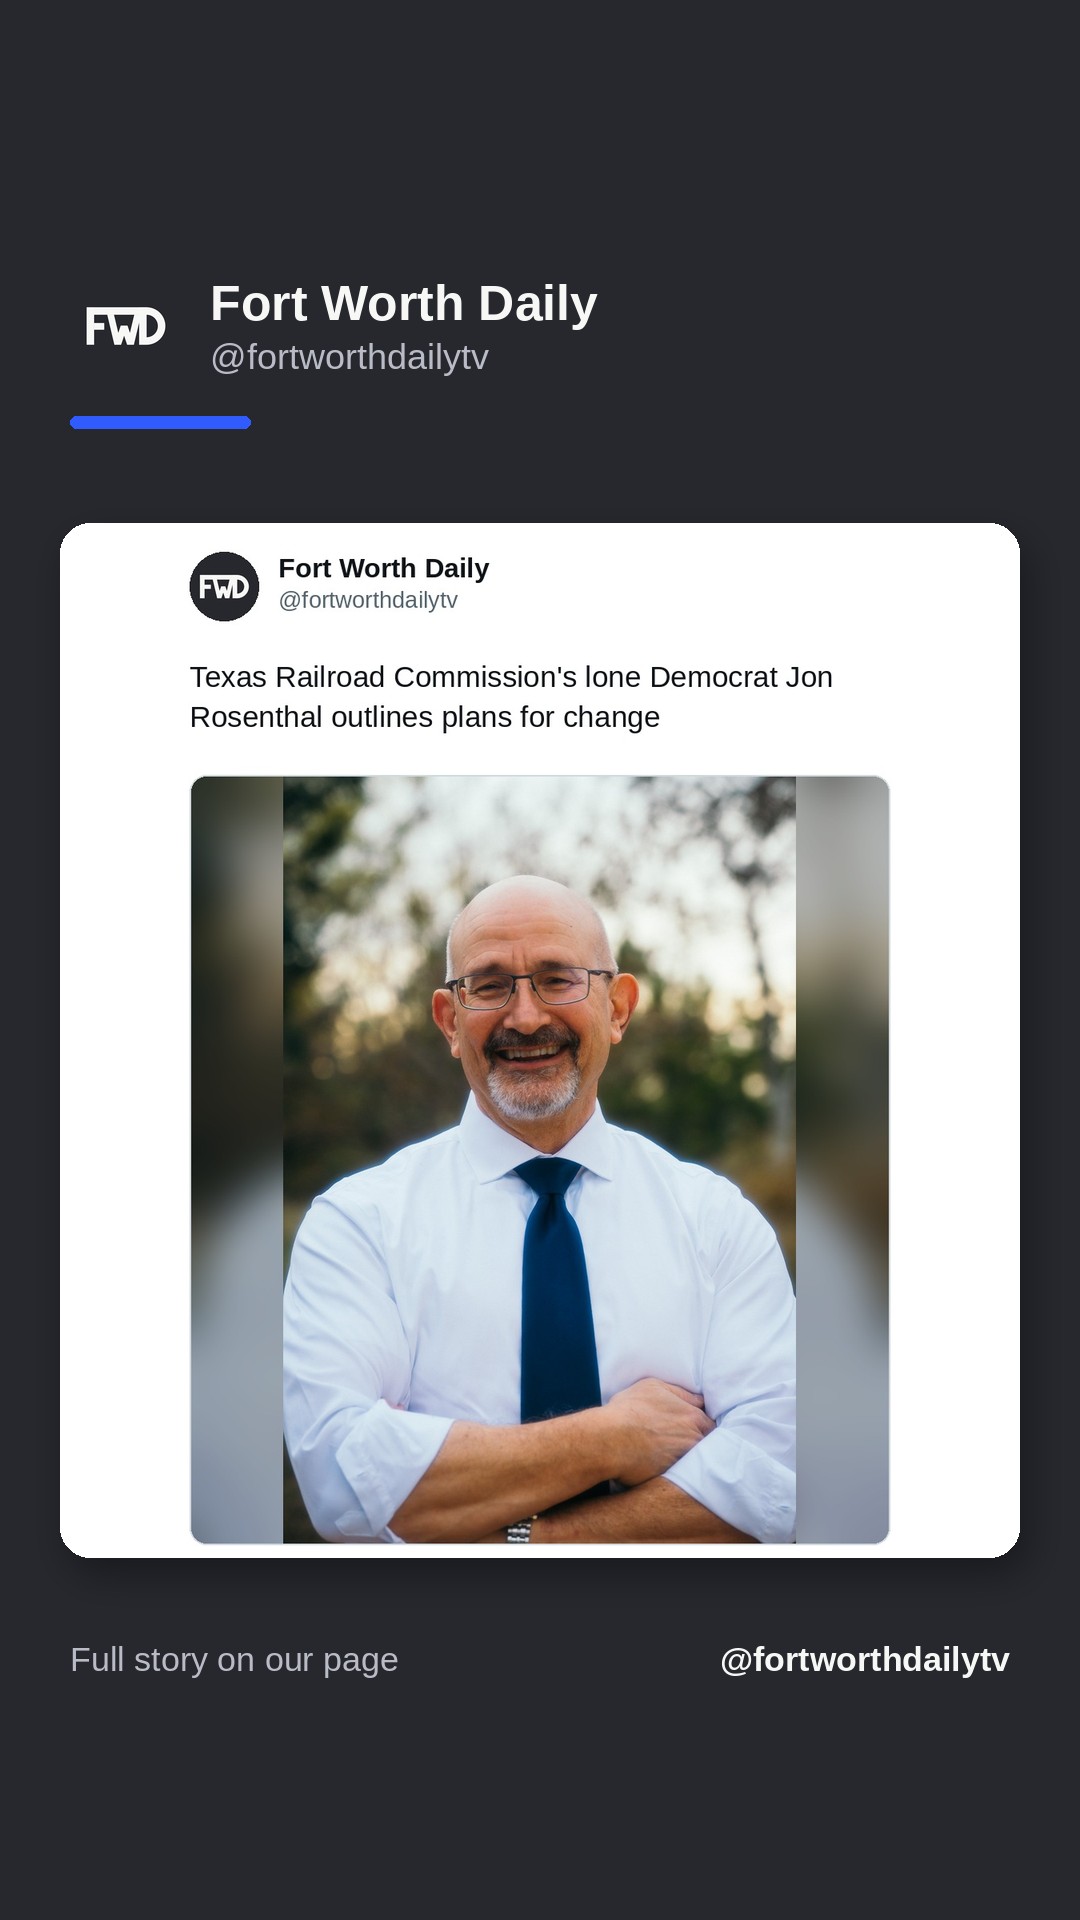 FWD
Fort Worth Daily
@fortworthdailytv
FWD
Fort Worth Daily
@fortworthdailytv
Texas Railroad Commission's lone Democrat Jon
Rosenthal outlines plans for change
Full story on our page
@fortworthdailytv